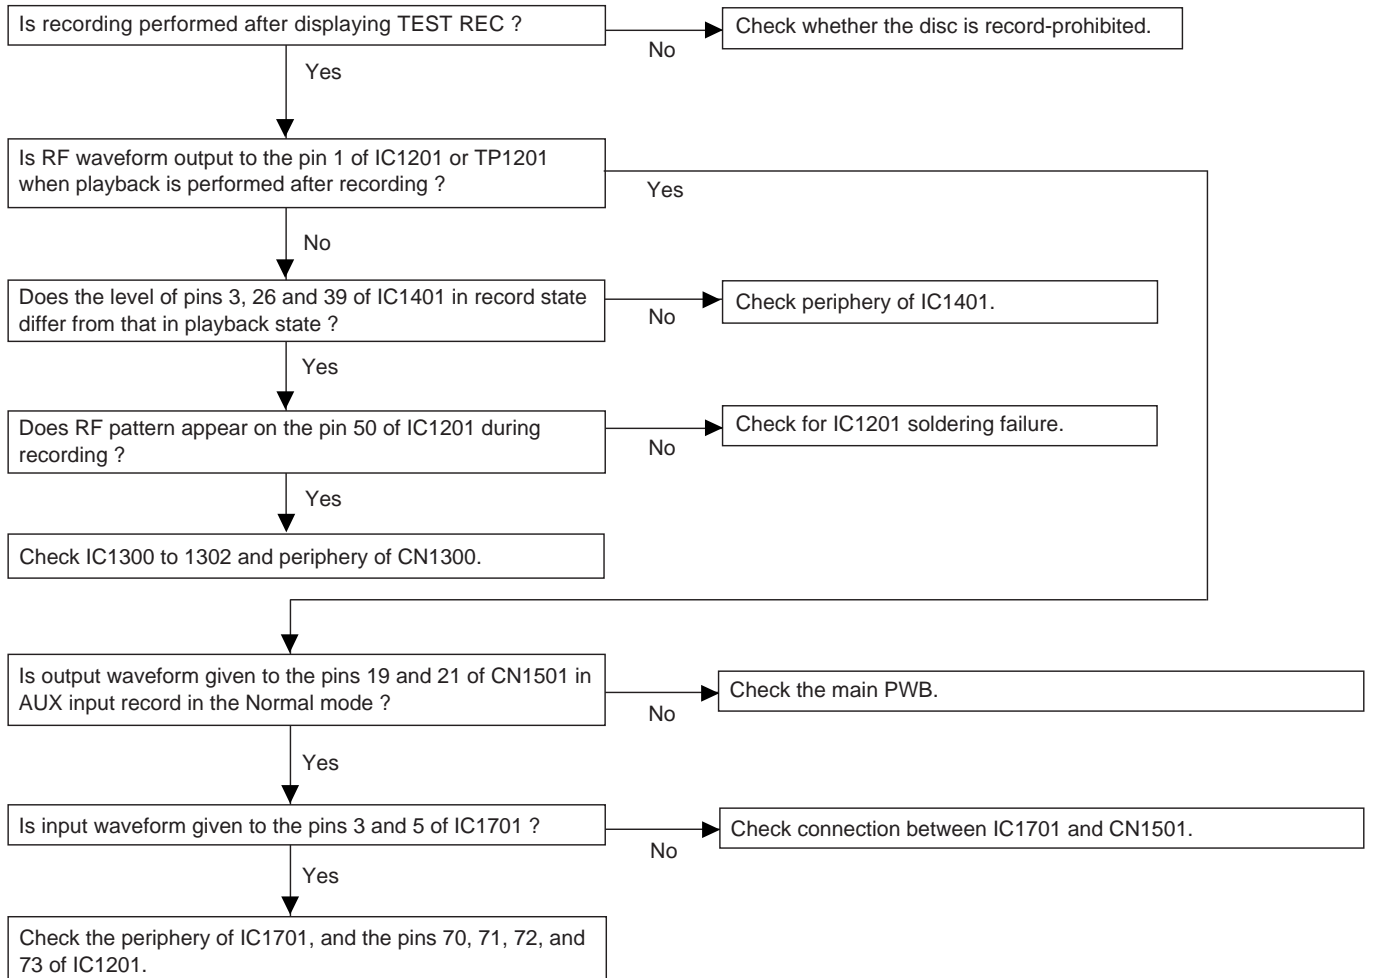 Is recording performed after displaying TEST REC ?
No
Check whether the disc is record-prohibited.
Yes
Is RF waveform output to the pin 1 of IC1201 or TP1201
when playback is performed after recording ?
Yes
No
Does the level of pins 3, 26 and 39 of IC1401 in record state
differ from that in playback state ?
No
Check periphery of IC1401.
Yes
Does RF pattern appear on the pin 50 of IC1201 during
recording ?
No
Check for IC1201 soldering failure.
Yes
Check IC1300 to 1302 and periphery of CN1300.
Is output waveform given to the pins 19 and 21 of CN1501 in
AUX input record in the Normal mode ?
No
Check the main PWB.
Yes
Is input waveform given to the pins 3 and 5 of IC1701 ?
No
Check connection between IC1701 and CN1501.
Yes
Check the periphery of IC1701, and the pins 70, 71, 72, and
73 of IC1201.